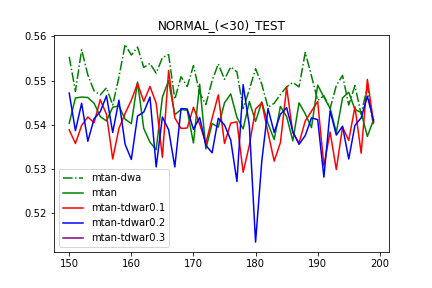 NORMAL_(<30)_TEST
0.56
0.55
0.54
0.53
0.52
mtan-dwa
mtan
mtan-tdwar0.1
mtan-tdwar0.2
mtan-tdwar0.3
150 160 170 180 190 200